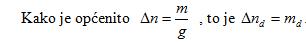 Kako je općenito Δn = m/g , to je Δn_d = m_d.